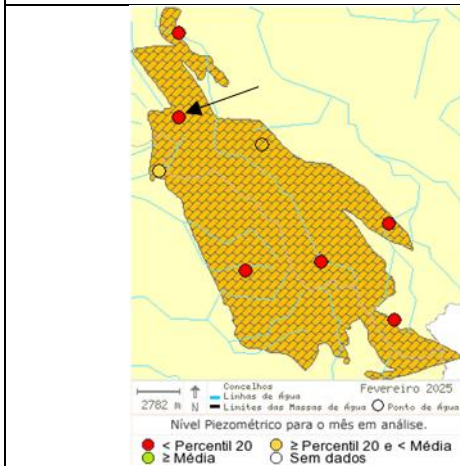 Concelhos
Linhas de Água
Fevereiro 2025
2782 m
N
Limites das Massas de Água
Ponto de Água
Nível Piezométrico para o mês em análise.
< Percentil 20
≥ Percentil 20 e < Média
≥ Média
Sem dados